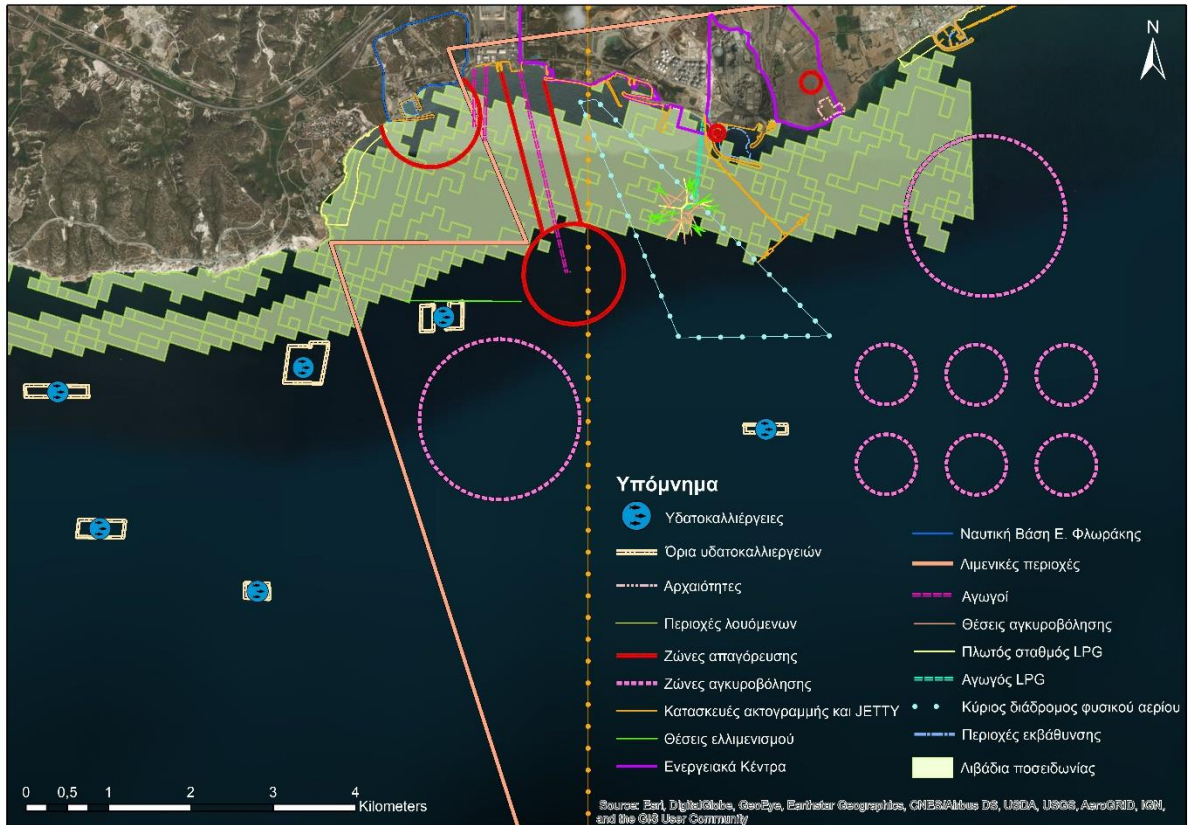 N
Υπόμνημα
Υδατοκαλλιέργειες
Όρια υδατοκαλλιεργειών
Αρχαιότητες
Περιοχές λουόμενων
Ζώνες απαγόρευσης
Ζώνες αγκυροβόλησης
Κατασκευές ακτογραμμής και JETTY
Θέσεις ελλιμενισμού
Ενεργειακά Κέντρα
Ναυτική Βάση Ε. Φλωράκης
Λιμενικές περιοχές
Αγωγοί
Θέσεις αγκυροβόλησης
Πλωτός σταθμός LPG
Αγωγός LPG
Κύριος διάδρομος φυσικού αερίου
Περιοχές εκβάθυνσης
Λιβάδια ποσειδωνίας
0 0,5 1 2 3 4
Kilometers
Source: Esri, DigitalGlobe, GeoEye, Earthstar Geographics, CNES/Airbus DS, USDA, USGS, AeroGRID, IGN,
and the GIS User Community